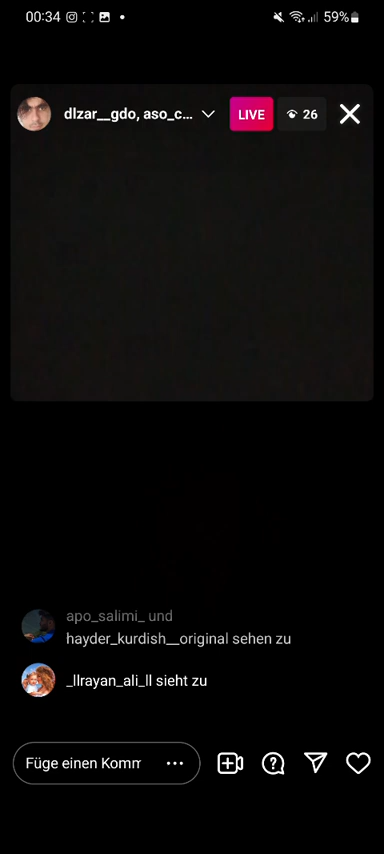 00:34 59%
dlzar__gdo, aso_c... LIVE 26
apo_salimi_ und
hayder_kurdish__original sehen zu
_llrayan_ali_ll sieht zu
Füge einen Komm